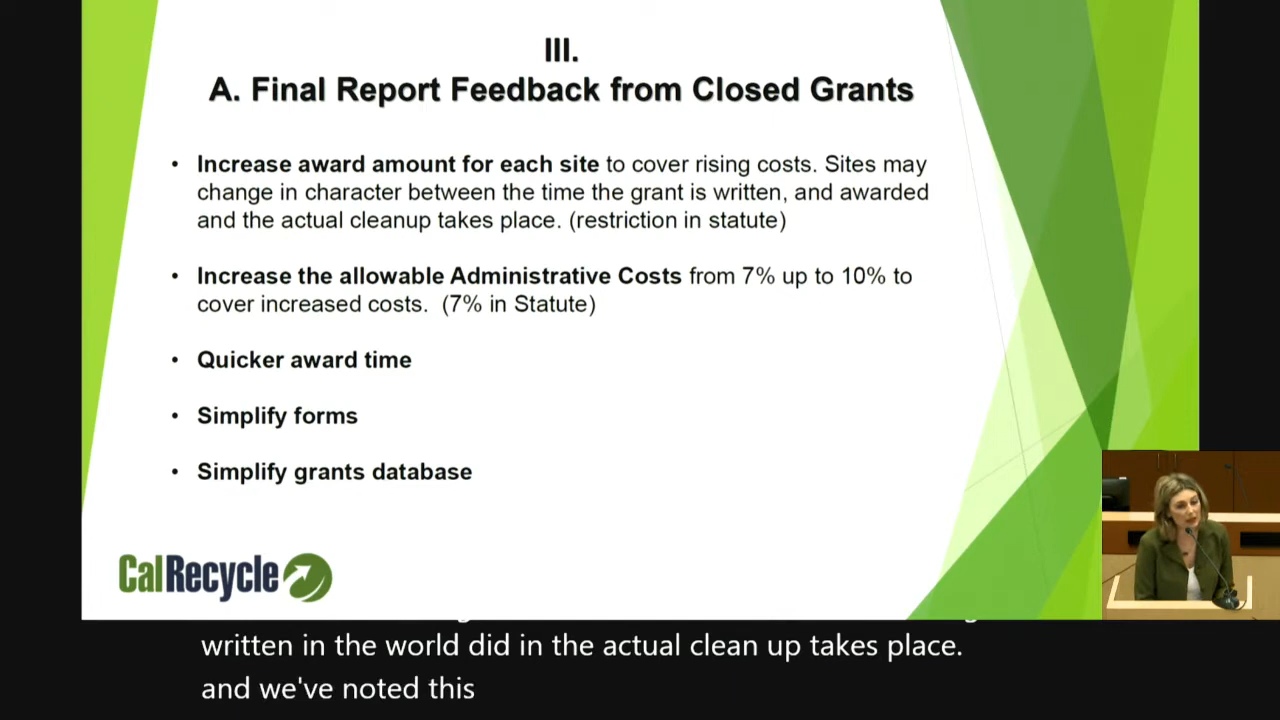 III.
A. Final Report Feedback from Closed Grants
• Increase award amount for each site to cover rising costs. Sites may
change in character between the time the grant is written, and awarded
and the actual cleanup takes place. (restriction in statute)
• Increase the allowable Administrative Costs from 7% up to 10% to
cover increased costs. (7% in Statute)
• Quicker award time
• Simplify forms
• Simplify grants database
CalRecycle
written in the world did in the actual clean up takes place.
and we've noted this